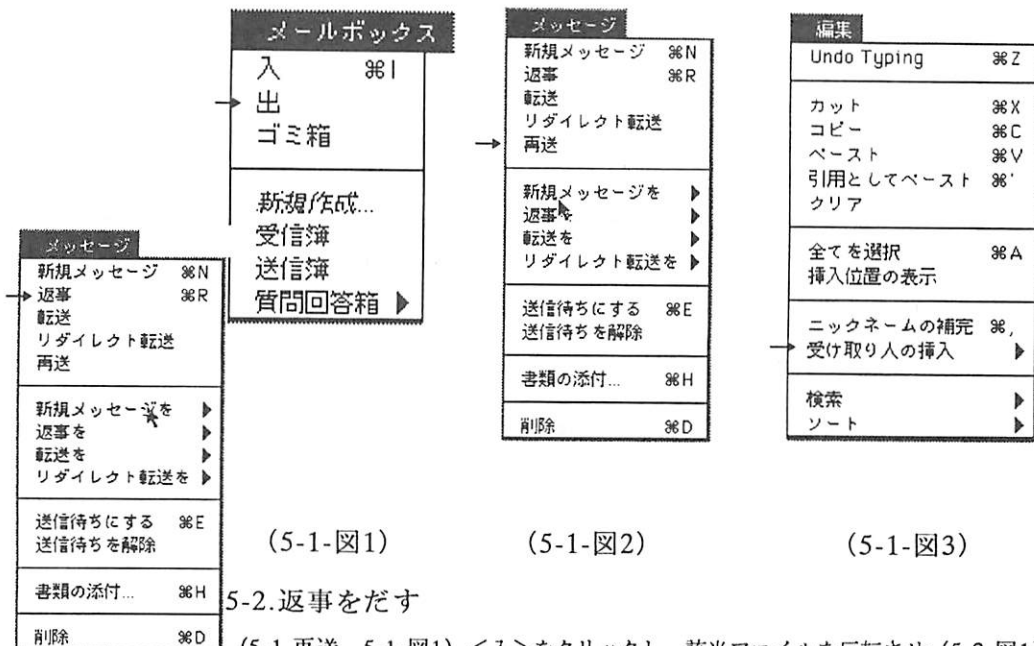 メールボックス
入 ⌘I
→ 出
ゴミ箱
新規作成...
受信簿
送信簿
質問回答箱 ▶
メッセージ
新規メッセージ ⌘N
返事 ⌘R
転送
リダイレクト転送
→ 再送
新規メッセージを ▶
返事を ▶
転送を ▶
リダイレクト転送を ▶
送信待ちにする ⌘E
送信待ちを解除
書類の添付... ⌘H
削除 ⌘D
編集
Undo Typing ⌘Z
カット ⌘X
コピー ⌘C
ペースト ⌘V
引用としてペースト ⌘'
クリア
全てを選択 ⌘A
挿入位置の表示
ニックネームの補完 ⌘,
→ 受け取り人の挿入 ▶
検索 ▶
ソート ▶
メッセージ
新規メッセージ ⌘N
→ 返事 ⌘R
転送
リダイレクト転送
再送
新規メッセージを ▶
返事を ▶
転送を ▶
リダイレクト転送を ▶
送信待ちにする ⌘E
送信待ちを解除
書類の添付... ⌘H
削除 ⌘D
（5-1-図1）
（5-1-図2）
（5-1-図3）
5-2.返事をだす